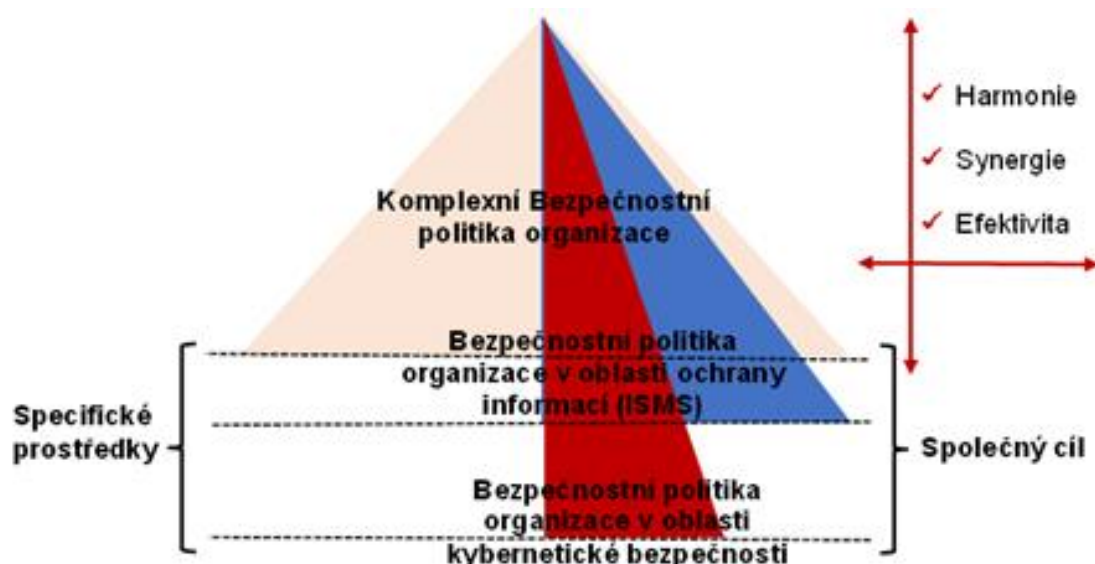 Harmonie
Synergie
Efektivita
Komplexní Bezpečnostní
politika organizace
Bezpečnostní politika
organizace v oblasti ochrany
informací (ISMS)
Specifické
prostředky
Společný cíl
Bezpečnostní politika
organizace v oblasti
kybernetické bezpečnosti